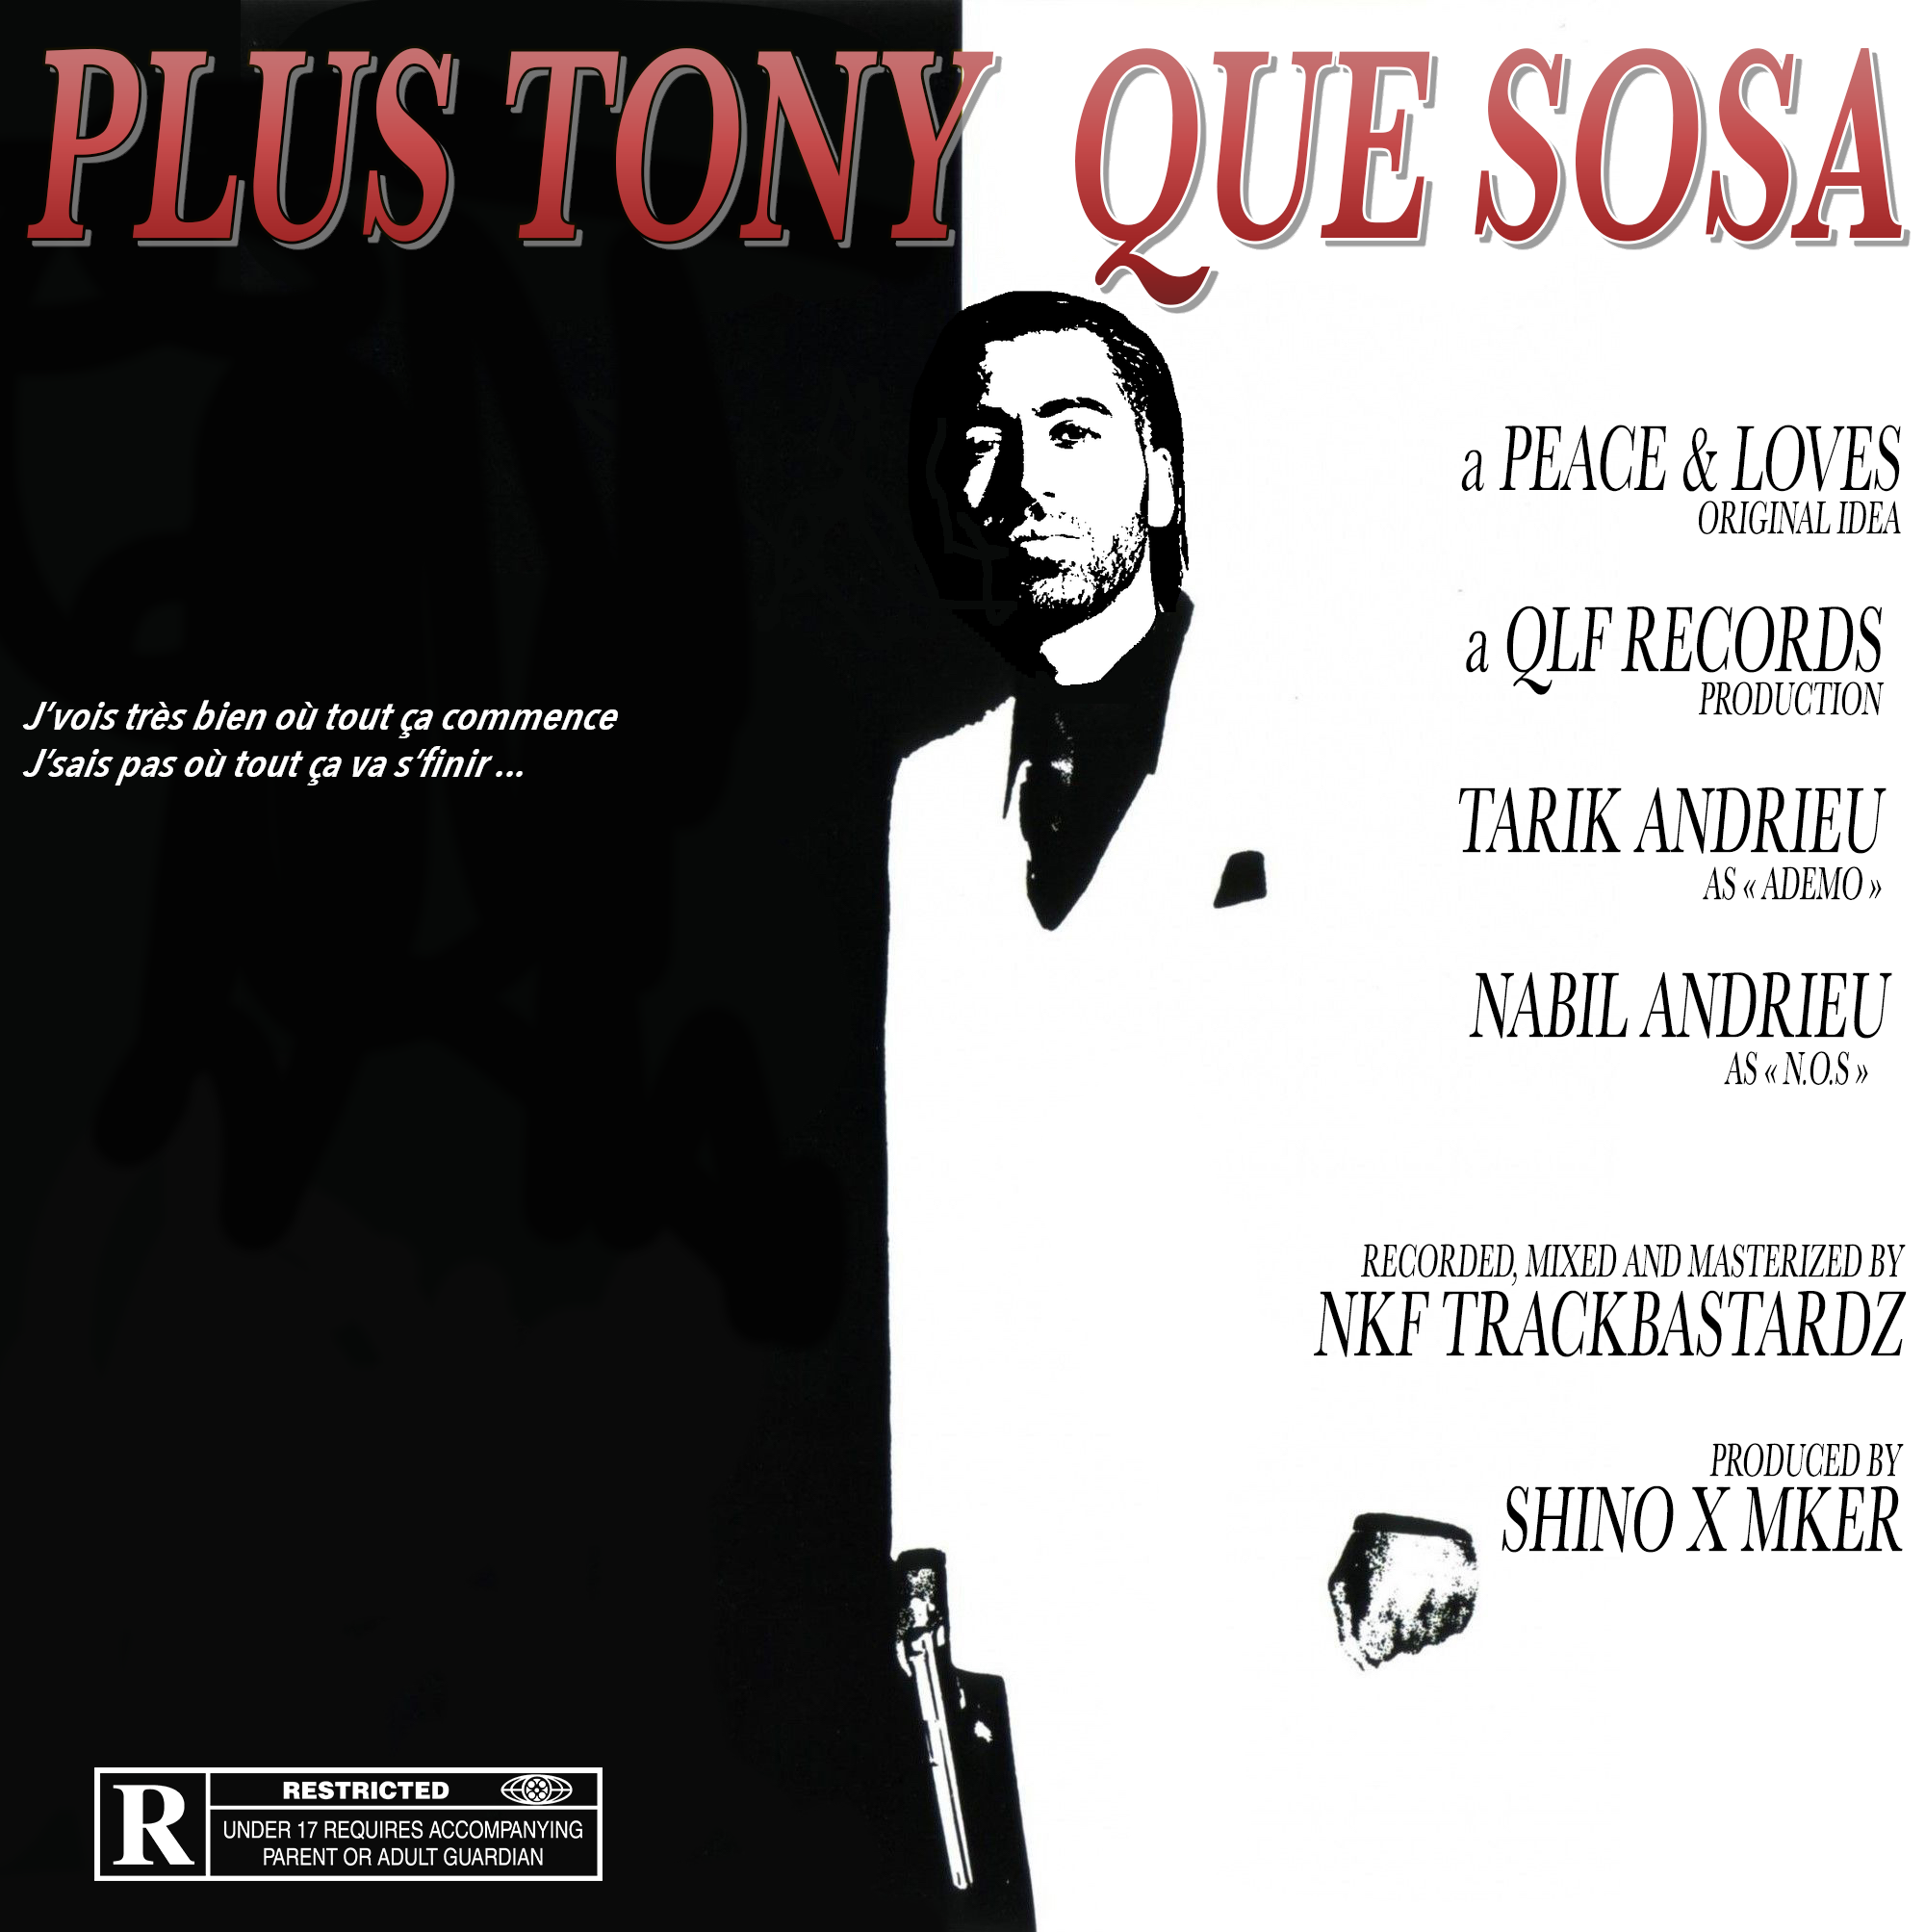 PLUS TONY QUE SOSA
a PEACE & LOVES
ORIGINAL IDEA
a QLF RECORDS
PRODUCTION
J'vois très bien où tout ça commence
J'sais pas où tout ça va s'finir ...
TARIK ANDRIEU
AS « ADEMO »
NABIL ANDRIEU
AS « N.O.S »
RECORDED, MIXED AND MASTERIZED BY
NKF TRACKBASTARDZ
PRODUCED BY
SHINO X MKER
R
RESTRICTED
UNDER 17 REQUIRES ACCOMPANYING
PARENT OR ADULT GUARDIAN